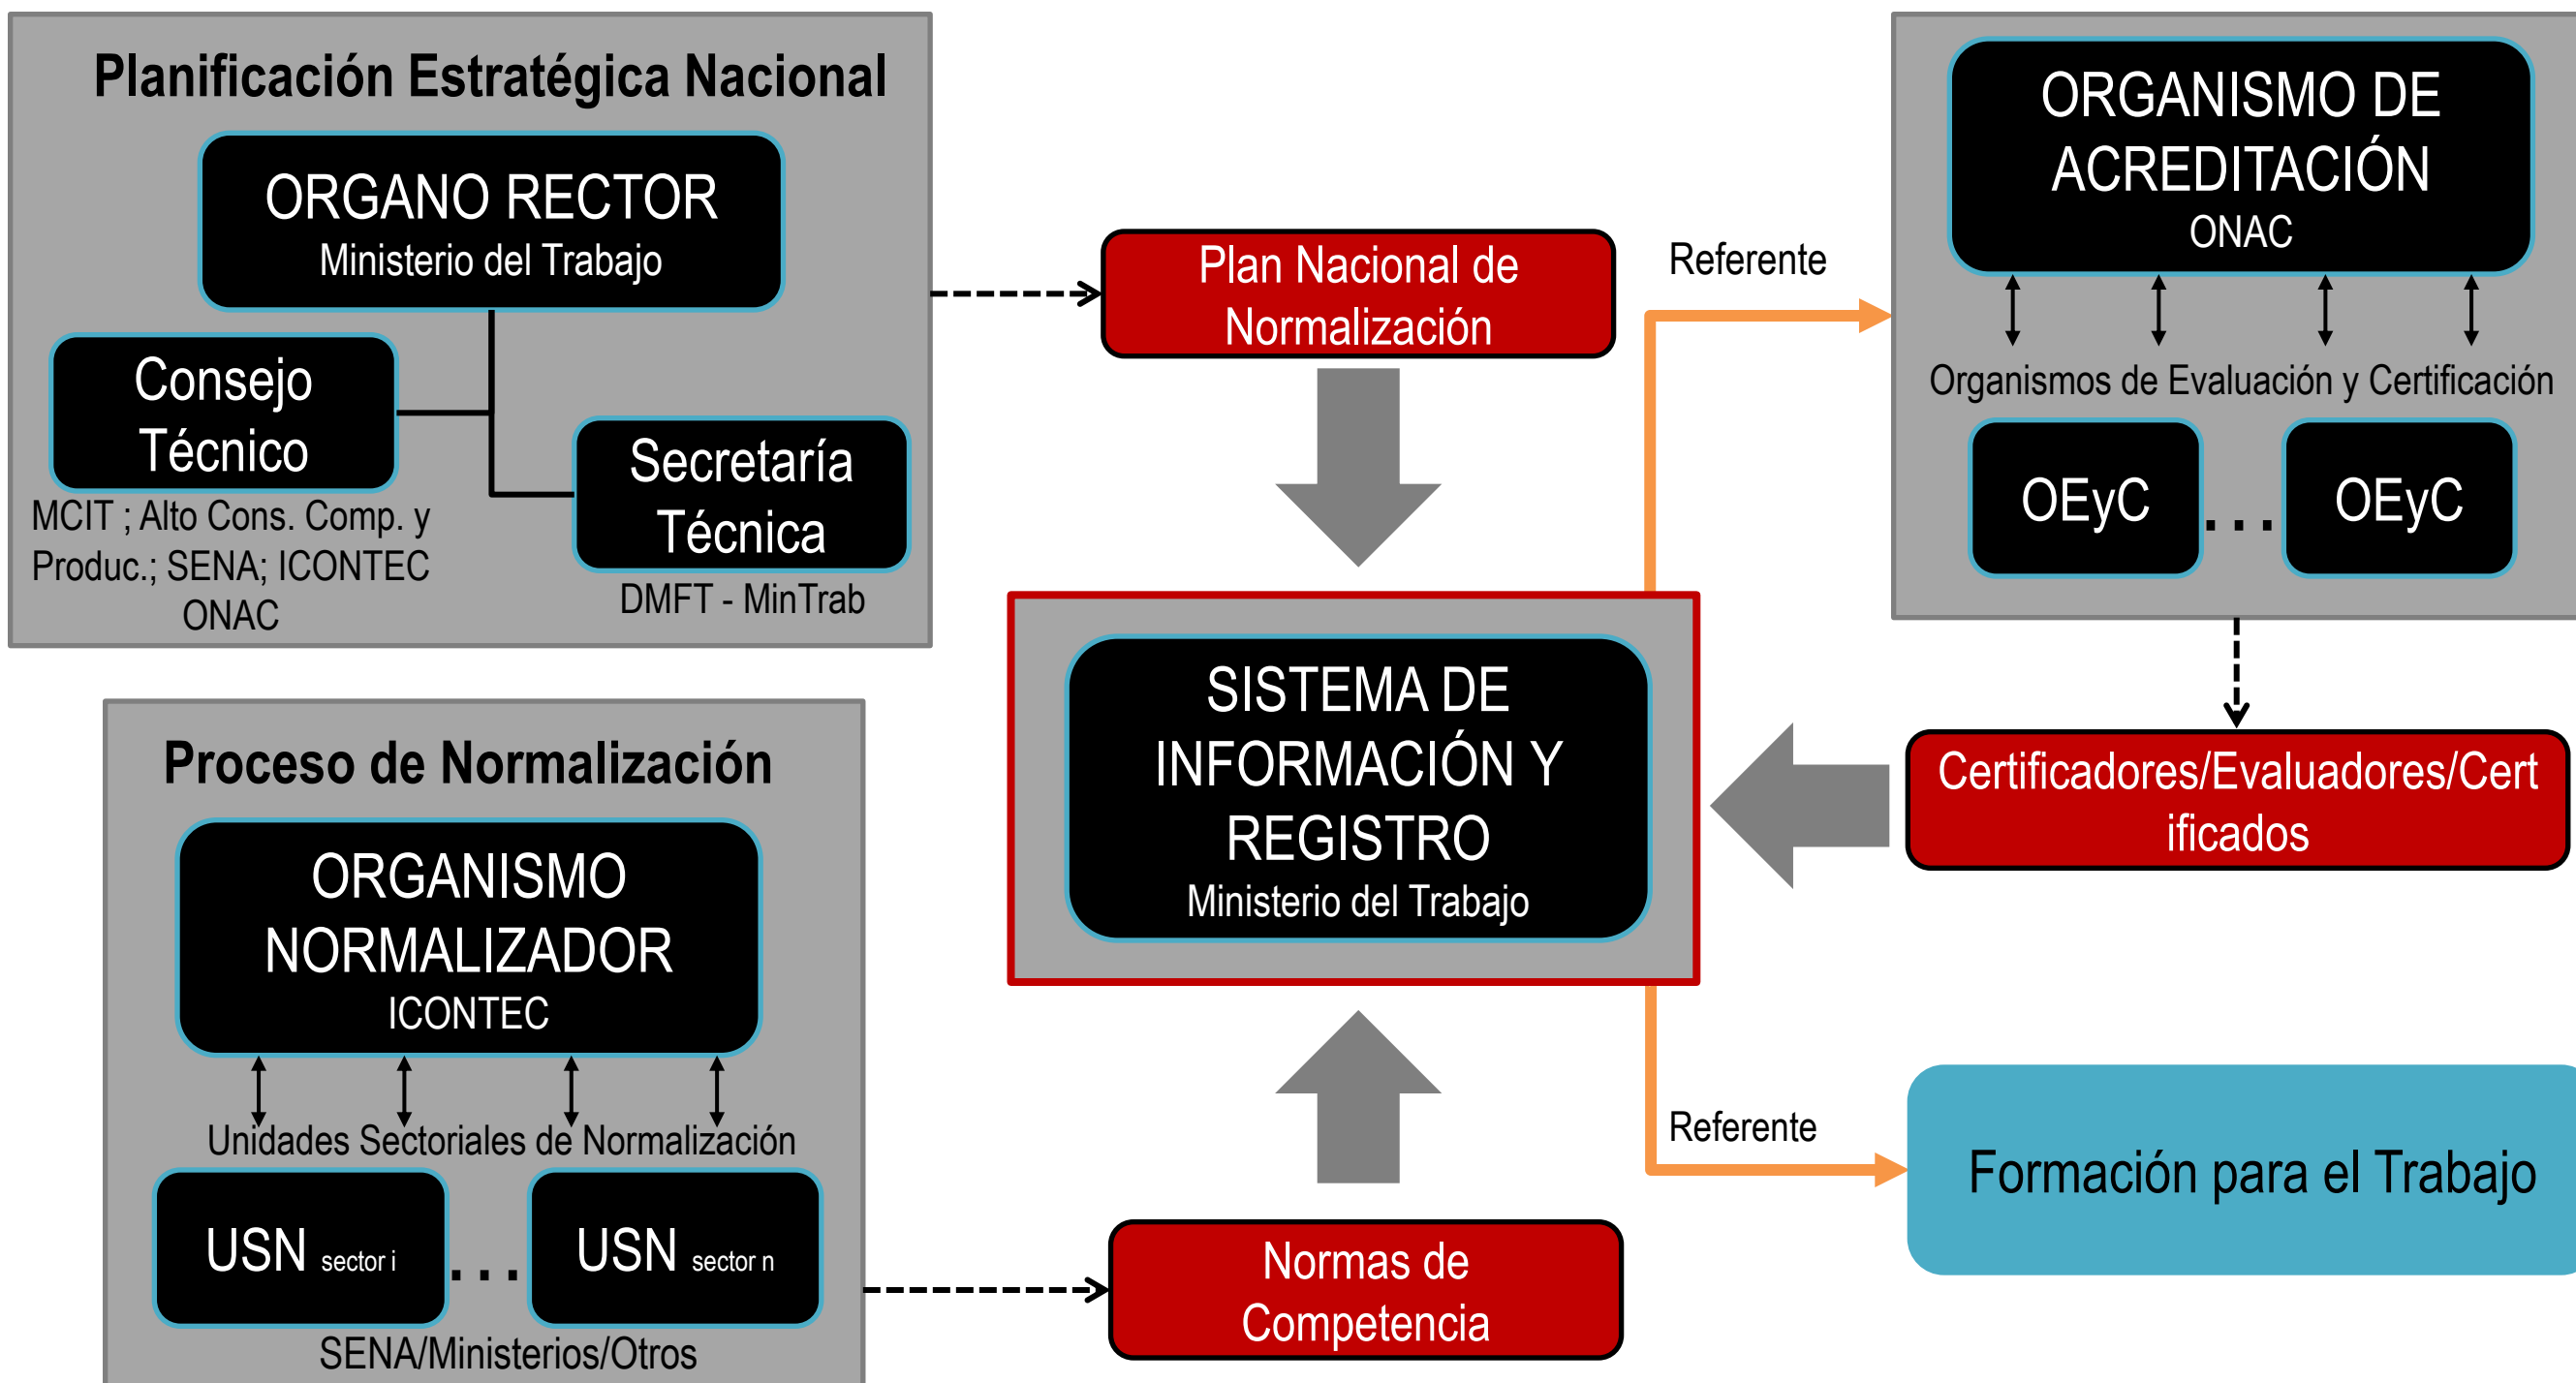 Planificación Estratégica Nacional
ORGANO RECTOR
Ministerio del Trabajo
Consejo
Técnico
MCIT ; Alto Cons. Comp. y
Produc.; SENA; ICONTEC
ONAC
Secretaría
Técnica
DMFT - MinTrab
Plan Nacional de
Normalización
Referente
ORGANISMO DE
ACREDITACIÓN
ONAC
Organismos de Evaluación y Certificación
OEyC
...
OEyC
Proceso de Normalización
ORGANISMO
NORMALIZADOR
ICONTEC
Unidades Sectoriales de Normalización
USN sector i
...
USN sector n
SENA/Ministerios/Otros
SISTEMA DE
INFORMACIÓN Y
REGISTRO
Ministerio del Trabajo
Certificadores/Evaluadores/Cert
ificados
Normas de
Competencia
Referente
Formación para el Trabajo